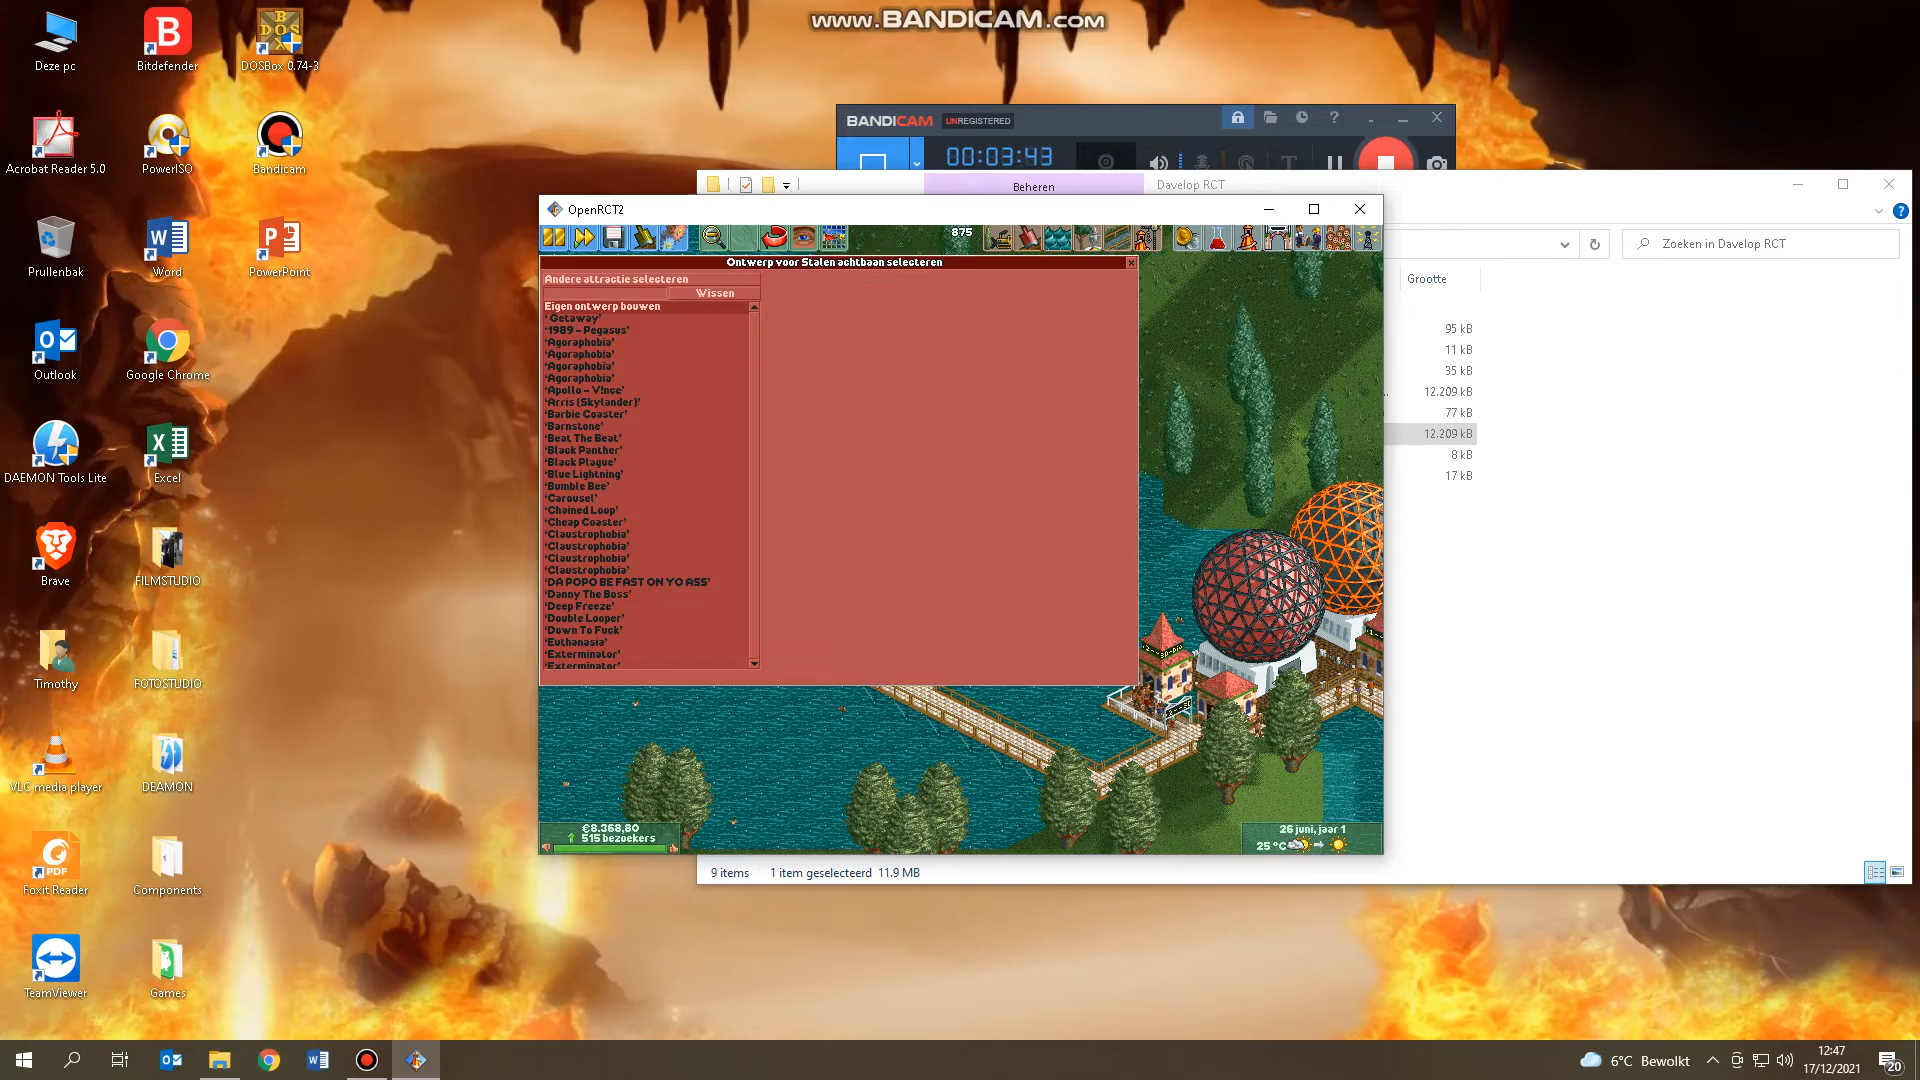 www.BANDICAM.com
Deze pc
Bitdefender
DOSBox 0.74-3
Acrobat Reader 5.0
PowerISO
Bandicam
Prullenbak
Word
PowerPoint
Outlook
Google Chrome
DAEMON Tools Lite
Excel
Brave
FILMSTUDIO
Timothy
FOTOSTUDIO
VLC media player
DEAMON
Foxit Reader
Components
TeamViewer
Games
BANDICAM UNREGISTERED
00:03:43
Beheren
Davelop RCT
Zoeken in Davelop RCT
Grootte
95 kB
11 kB
35 kB
12.209 kB
77 kB
12.209 kB
8 kB
17 kB
9 items 1 item geselecteerd 11.9 MB
OpenRCT2
875
Ontwerp voor Stalen achtbaan selecteren
Andere attractie selecteren
Wissen
Eigen ontwerp bouwen
' Getaway'
'1989 - Pegasus'
'Agoraphobia'
'Agoraphobia'
'Agoraphobia'
'Agoraphobia'
'Apollo - V!nce'
'Arris (Skylander)'
'Barbie Coaster'
'Barnstone'
'Beat The Beat'
'Black Panther'
'Black Plague'
'Blue Lightning'
'Bumble Bee'
'Carousel'
'Chained Loop'
'Cheap Coaster'
'Claustrophobia'
'Claustrophobia'
'Claustrophobia'
'Claustrophobia'
'DA POPO BE FAST ON YO ASS'
'Danny The Boss'
'Deep Freeze'
'Double Looper'
'Down To Fuck'
'Euthanasia'
'Exterminator'
'Exterminator'
€8.368,80
515 bezoekers
26 juni, jaar 1
25 °C
6°C Bewolkt
12:47
17/12/2021
20